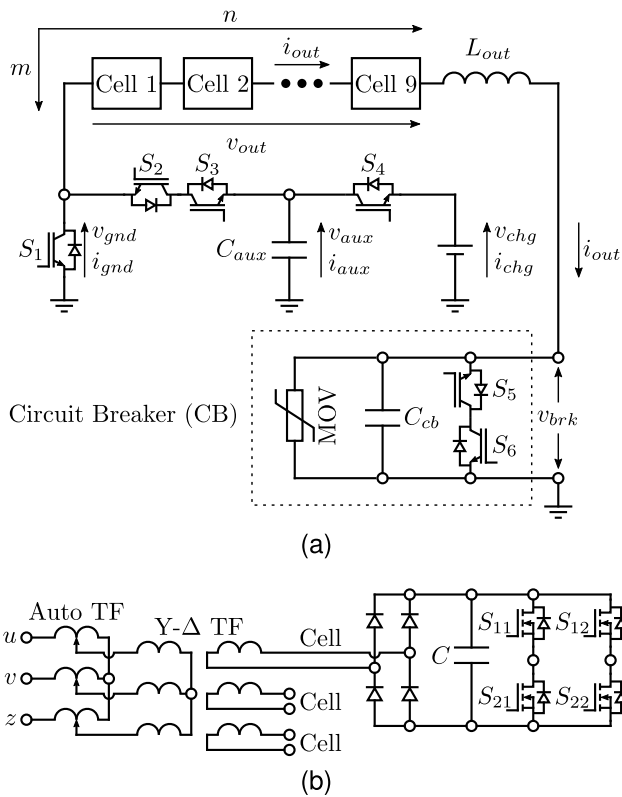 n
m
i_out
L_out
Cell 1
Cell 2
Cell 9
v_out
S_2
S_3
S_4
S_1
v_gnd
i_gnd
C_aux
v_aux
i_aux
v_chg
i_chg
i_out
Circuit Breaker (CB)
MOV
C_cb
S_5
S_6
v_brk
(a)
Auto TF
Y-Δ TF
u
v
z
Cell
Cell
Cell
C
S_11
S_12
S_21
S_22
(b)